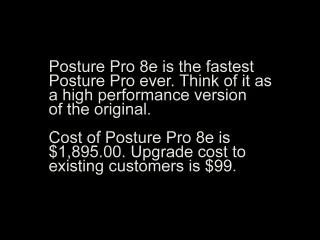 Posture Pro 8e is the fastest
Posture Pro ever. Think of it as
a high performance version
of the original.
Cost of Posture Pro 8e is
$1,895.00. Upgrade cost to
existing customers is $99.